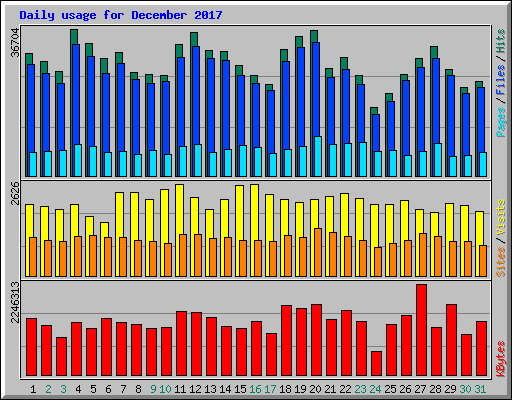 Daily usage for December 2017
36704
Pages / Files / Hits
2626
Sites / Visits
2246313
KBytes
1 2 3 4 5 6 7 8 9 10 11 12 13 14 15 16 17 18 19 20 21 22 23 24 25 26 27 28 29 30 31